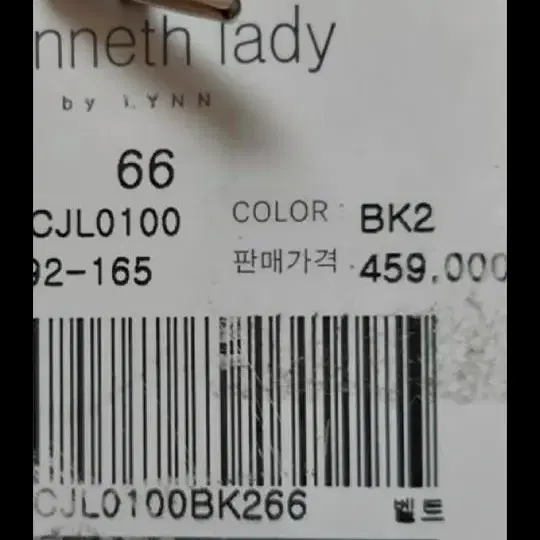 nneth lady
by LYNN
66
CJL0100 COLOR : BK2
92-165 판매가격 : 459.000
CJL0100BK266 벨트